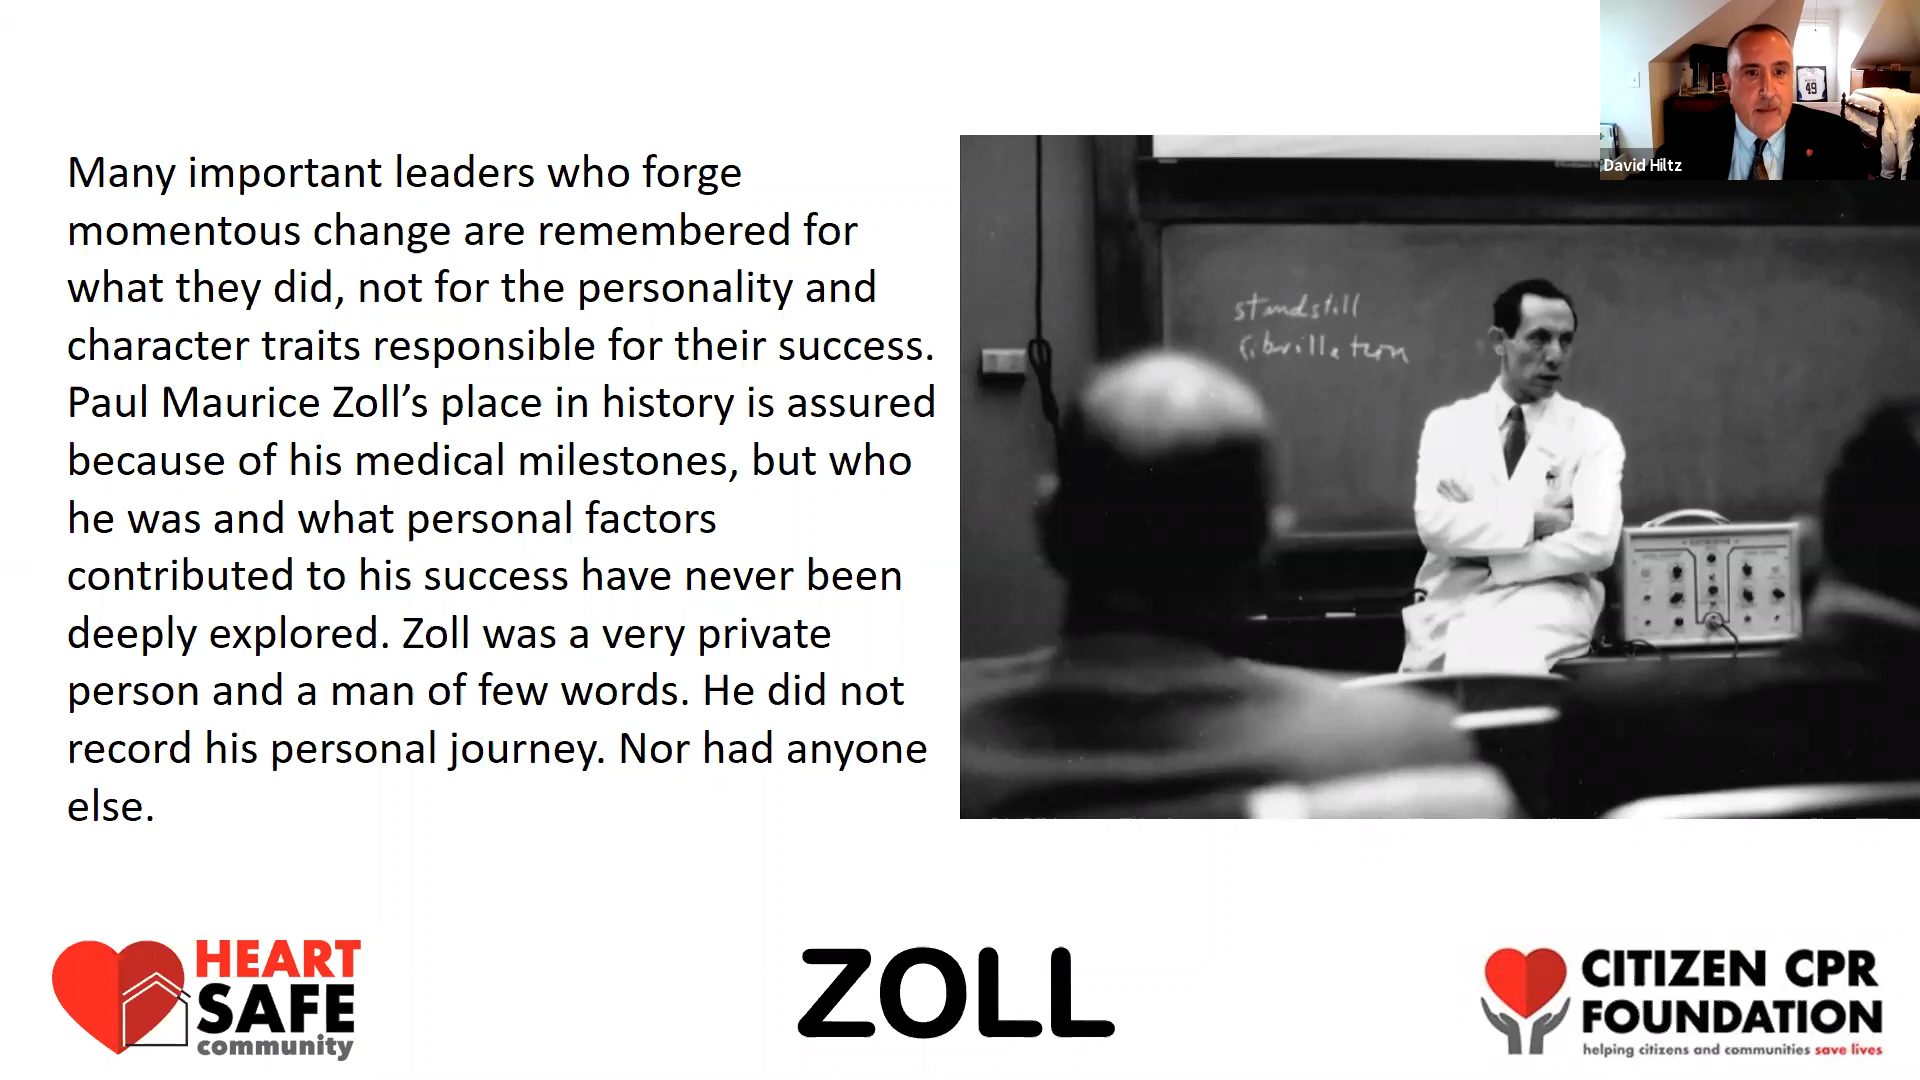 Many important leaders who forge
momentous change are remembered for
what they did, not for the personality and
character traits responsible for their success.
Paul Maurice Zoll’s place in history is assured
because of his medical milestones, but who
he was and what personal factors
contributed to his success have never been
deeply explored. Zoll was a very private
person and a man of few words. He did not
record his personal journey. Nor had anyone
else.
49
David Hiltz
standstill
fibrillation
HEART
SAFE
community
ZOLL
CITIZEN CPR
FOUNDATION
helping citizens and communities save lives